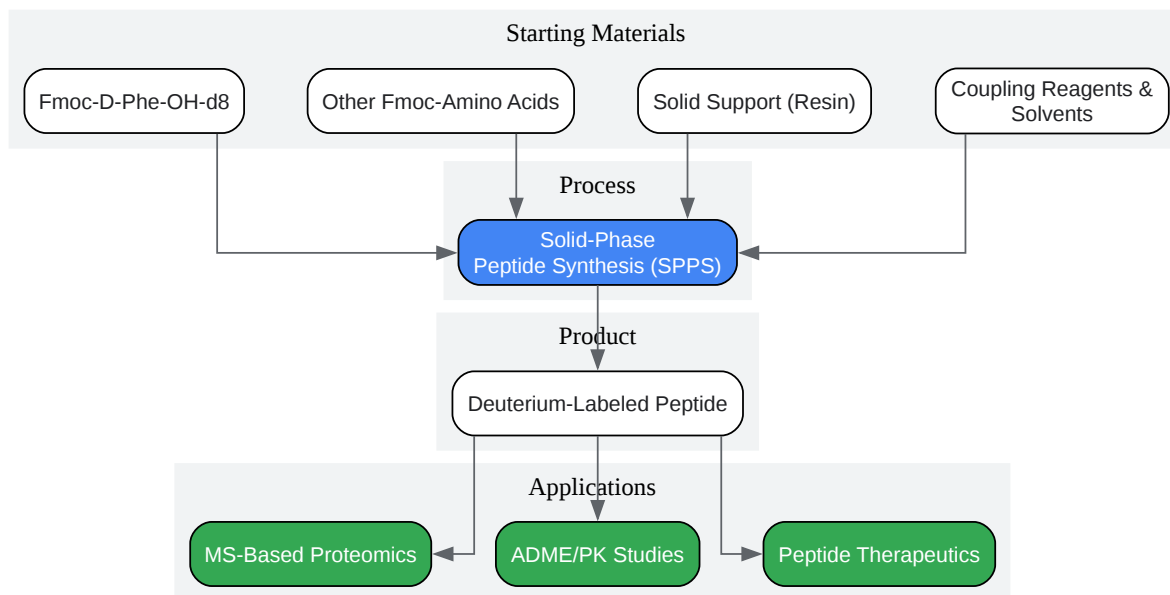 Starting Materials
Fmoc-D-Phe-OH-d8
Other Fmoc-Amino Acids
Solid Support (Resin)
Coupling Reagents &
Solvents
Process
Solid-Phase
Peptide Synthesis (SPPS)
Product
Deuterium-Labeled Peptide
Applications
MS-Based Proteomics
ADME/PK Studies
Peptide Therapeutics